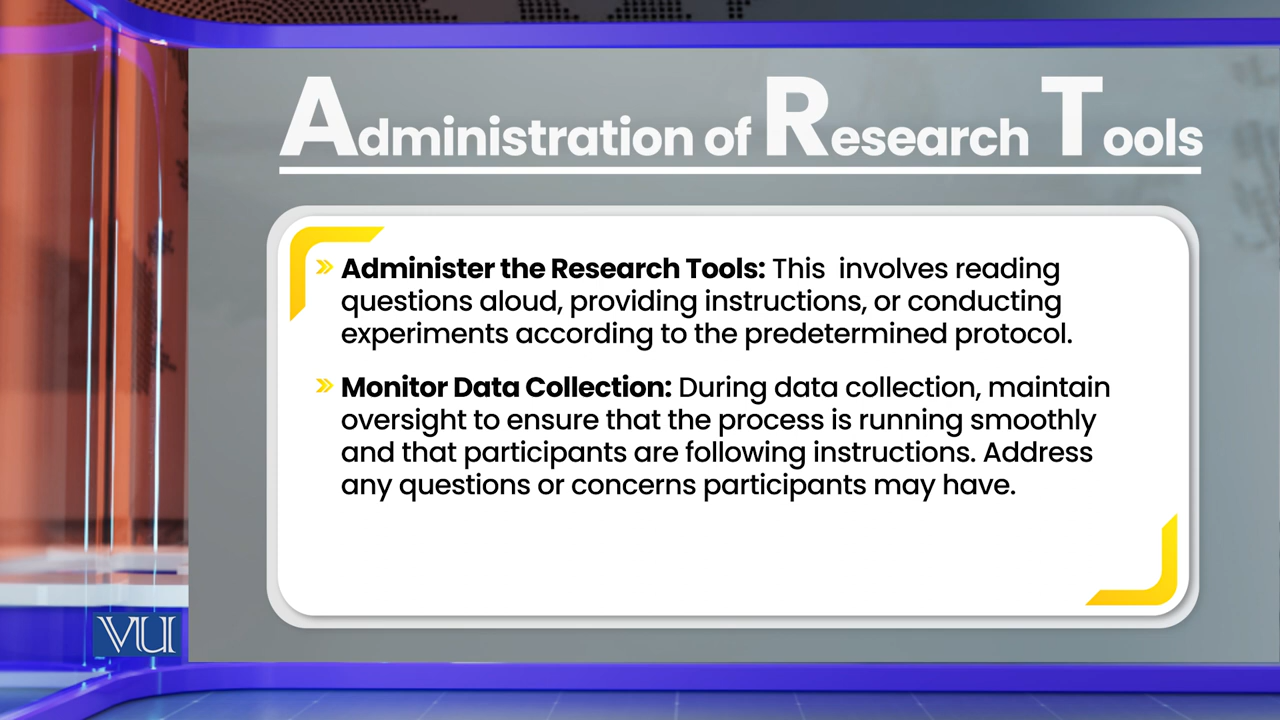 Administration of Research Tools
» Administer the Research Tools: This involves reading
questions aloud, providing instructions, or conducting
experiments according to the predetermined protocol.
» Monitor Data Collection: During data collection, maintain
oversight to ensure that the process is running smoothly
and that participants are following instructions. Address
any questions or concerns participants may have.
VU